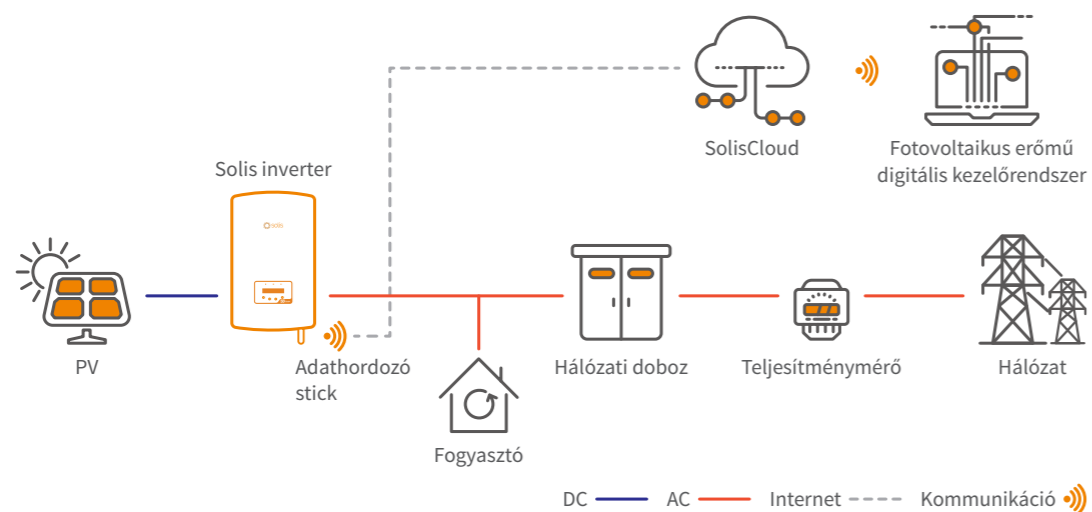 SolisCloud
Fotovoltaikus erőmű
digitális kezelőrendszer
Solis inverter
solis
PV
Adathordozó
stick
Fogyasztó
Hálózati doboz
Teljesítménymérő
Hálózat
DC
AC
Internet
Kommunikáció